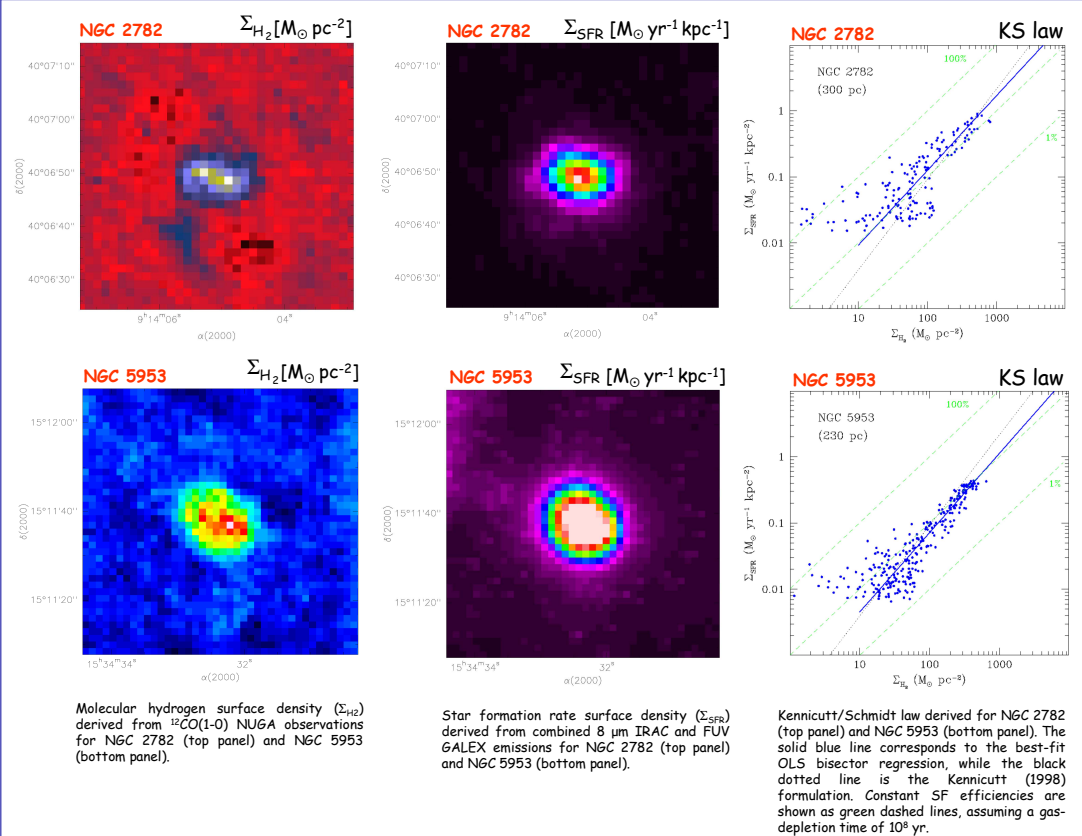 NGC 2782
Σ_H2 [M⊙ pc⁻²]
40°07'10"
40°07'00"
40°06'50"
40°06'40"
40°06'30"
δ(2000)
9ʰ14ᵐ06ˢ
04ˢ
α(2000)
NGC 2782
Σ_SFR [M⊙ yr⁻¹ kpc⁻¹]
40°07'10"
40°07'00"
40°06'50"
40°06'40"
40°06'30"
δ(2000)
9ʰ14ᵐ06ˢ
04ˢ
α(2000)
NGC 2782
KS law
NGC 2782
(300 pc)
100%
1%
1
0.1
0.01
Σ_SFR (M⊙ yr⁻¹ kpc⁻²)
10
100
1000
Σ_H2 (M⊙ pc⁻²)
NGC 5953
Σ_H2 [M⊙ pc⁻²]
15°12'00"
15°11'40"
15°11'20"
δ(2000)
15ʰ34ᵐ34ˢ
32ˢ
α(2000)
NGC 5953
Σ_SFR [M⊙ yr⁻¹ kpc⁻¹]
15°12'00"
15°11'40"
15°11'20"
δ(2000)
15ʰ34ᵐ34ˢ
32ˢ
α(2000)
NGC 5953
KS law
NGC 5953
(230 pc)
100%
1%
1
0.1
0.01
Σ_SFR (M⊙ yr⁻¹ kpc⁻²)
10
100
1000
Σ_H2 (M⊙ pc⁻²)
Molecular hydrogen surface density (Σ_H2)
derived from ¹²CO(1-0) NUGA observations
for NGC 2782 (top panel) and NGC 5953
(bottom panel).
Star formation rate surface density (Σ_SFR)
derived from combined 8 µm IRAC and FUV
GALEX emissions for NGC 2782 (top panel)
and NGC 5953 (bottom panel).
Kennicutt/Schmidt law derived for NGC 2782
(top panel) and NGC 5953 (bottom panel). The
solid blue line corresponds to the best-fit
OLS bisector regression, while the black
dotted line is the Kennicutt (1998)
formulation. Constant SF efficiencies are
shown as green dashed lines, assuming a gas-
depletion time of 10⁸ yr.